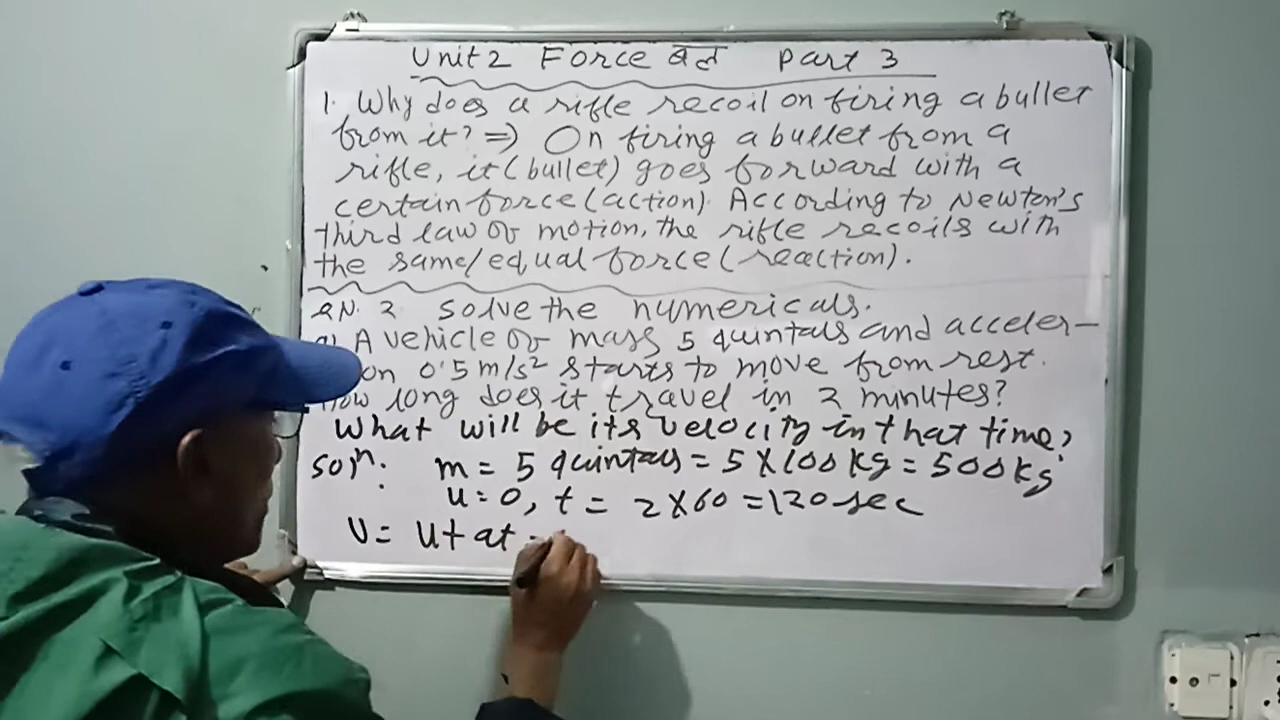 Unit 2 Force बल Part 3
1. Why does a rifle recoil on firing a bullet
from it? ⇒ On firing a bullet from a
rifle, it (bullet) goes forward with a
certain force (action). According to Newton's
third law of motion, the rifle recoils with
the same/equal force (reaction).
QN. 2 Solve the numericals.
a) A vehicle of mass 5 quintals and acceler-
on 0.5 m/s² starts to move from rest.
How long does it travel in 2 minutes?
What will be its velocity in that time?
Solⁿ: m = 5 quintals = 5 X 100 kg = 500 kg
u = 0, t = 2 X 60 = 120 sec
V = u + at =